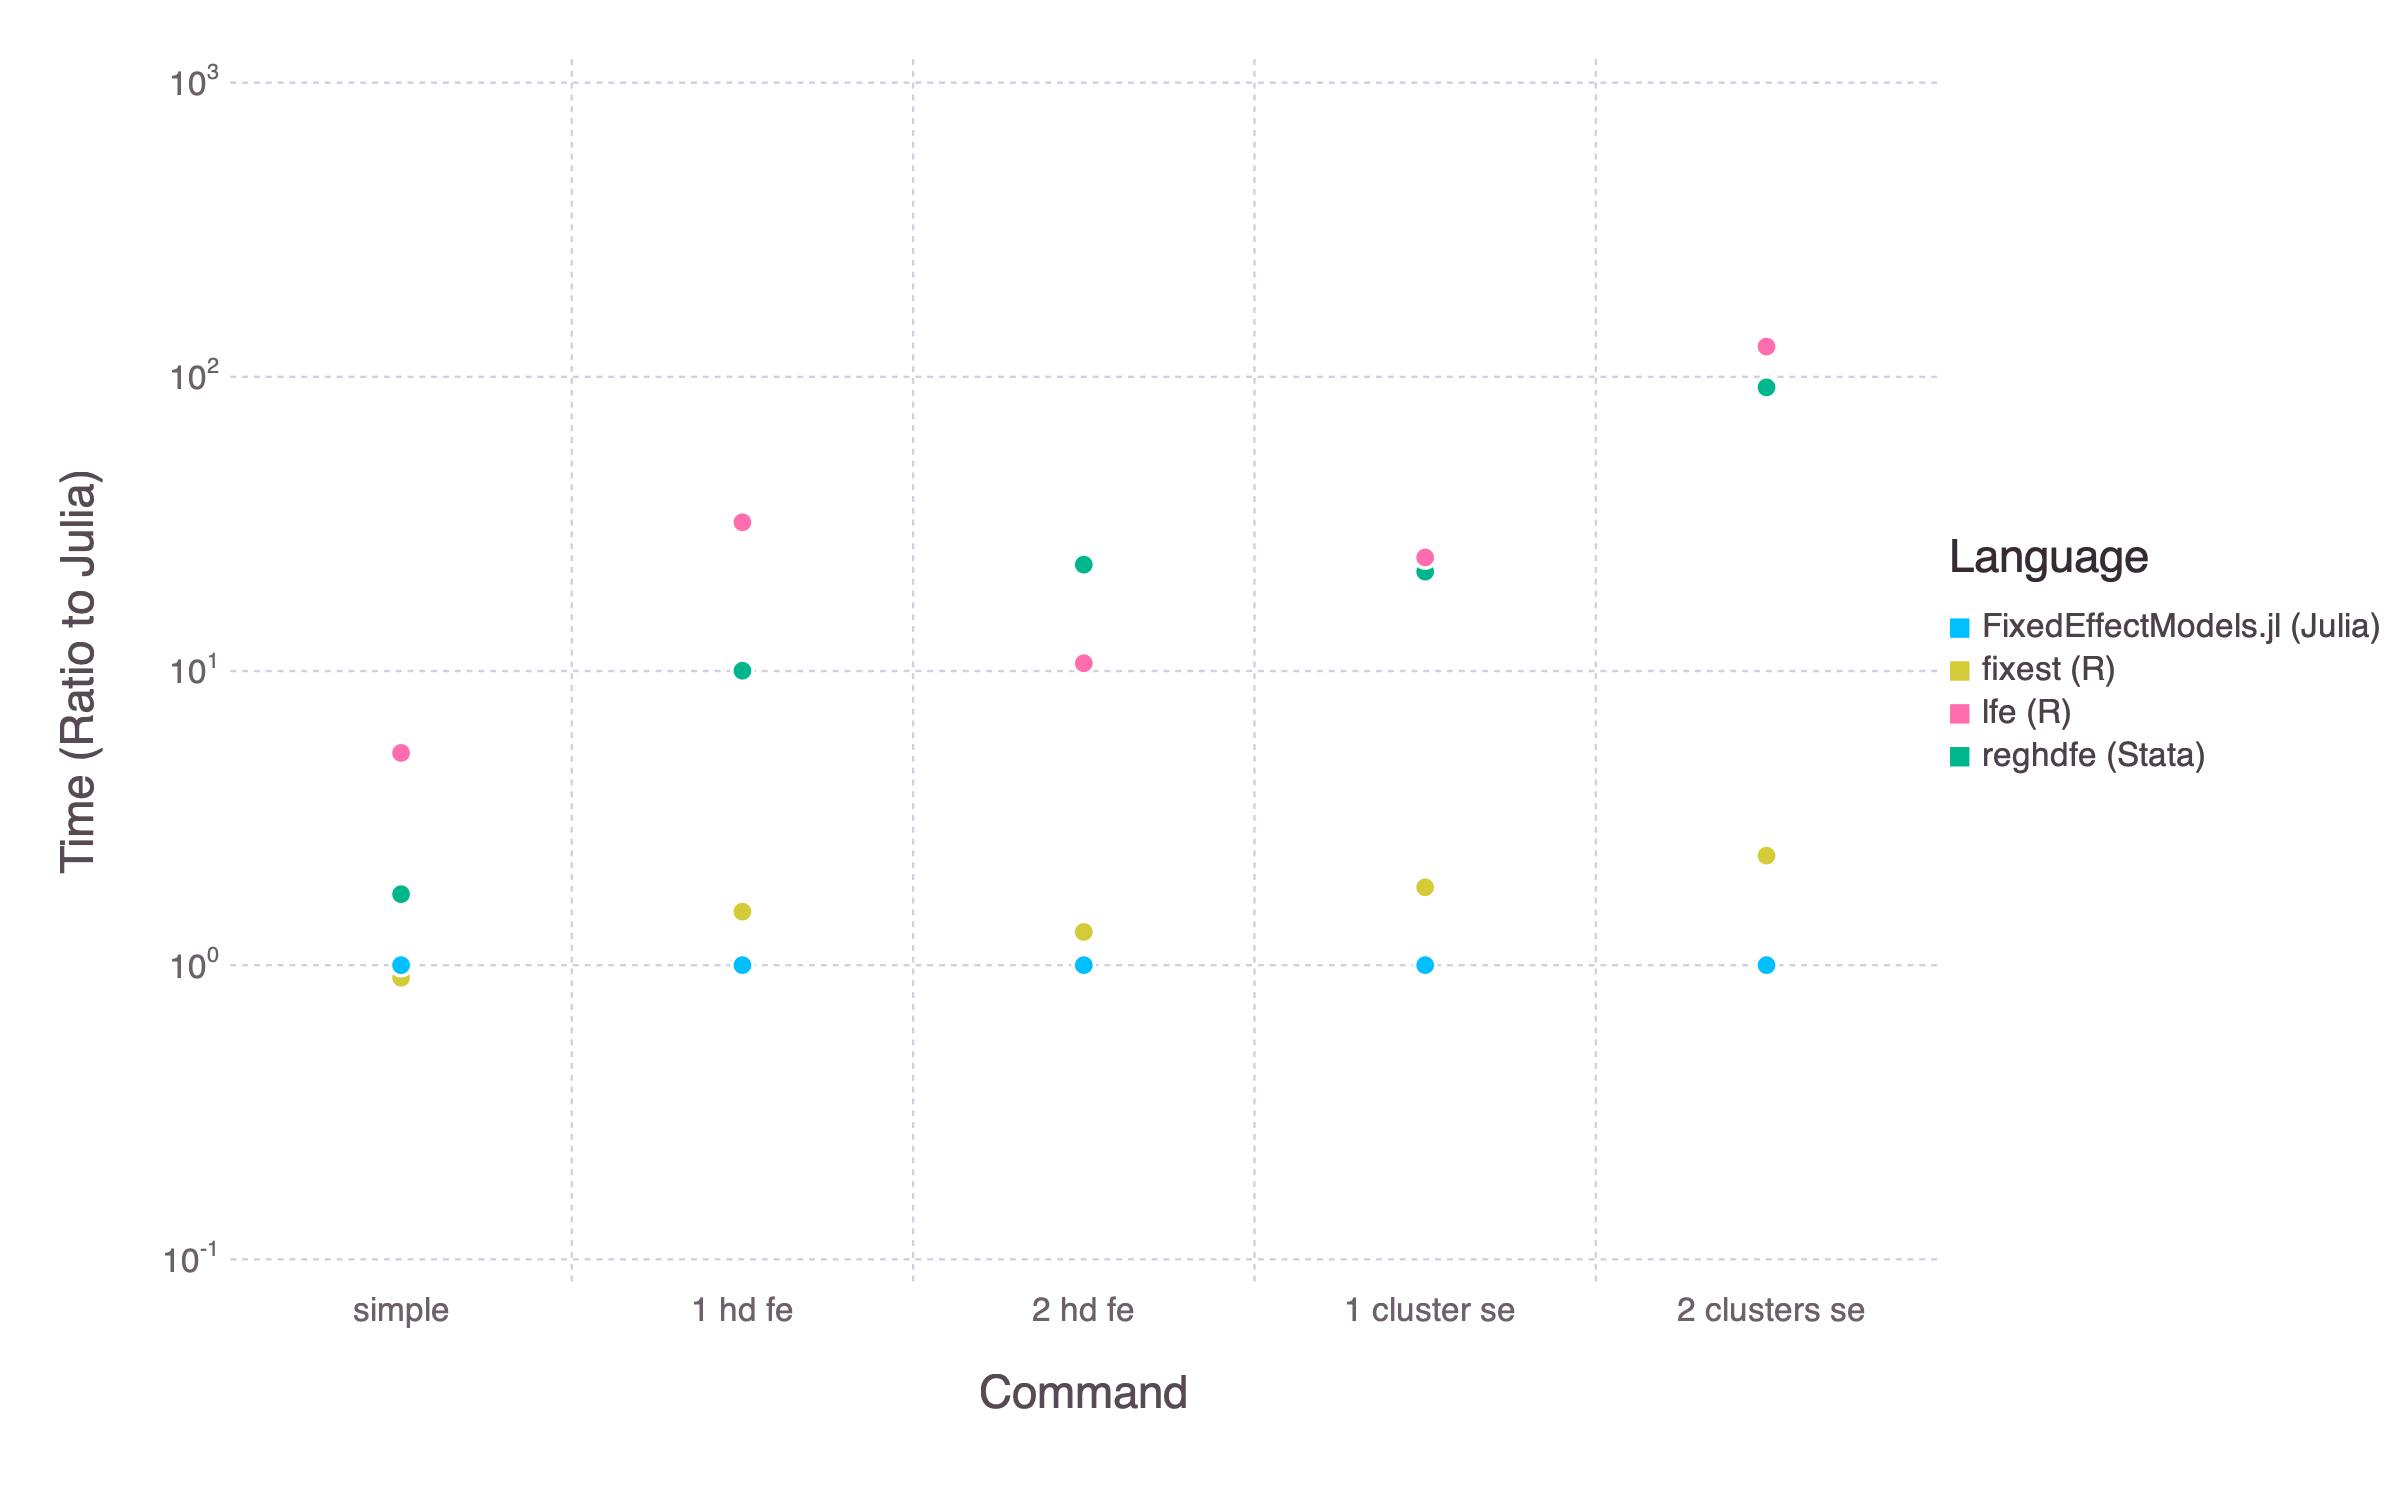 Time (Ratio to Julia)
10³
10²
10¹
10⁰
10⁻¹
simple
1 hd fe
2 hd fe
1 cluster se
2 clusters se
Command
Language
FixedEffectModels.jl (Julia)
fixest (R)
lfe (R)
reghdfe (Stata)